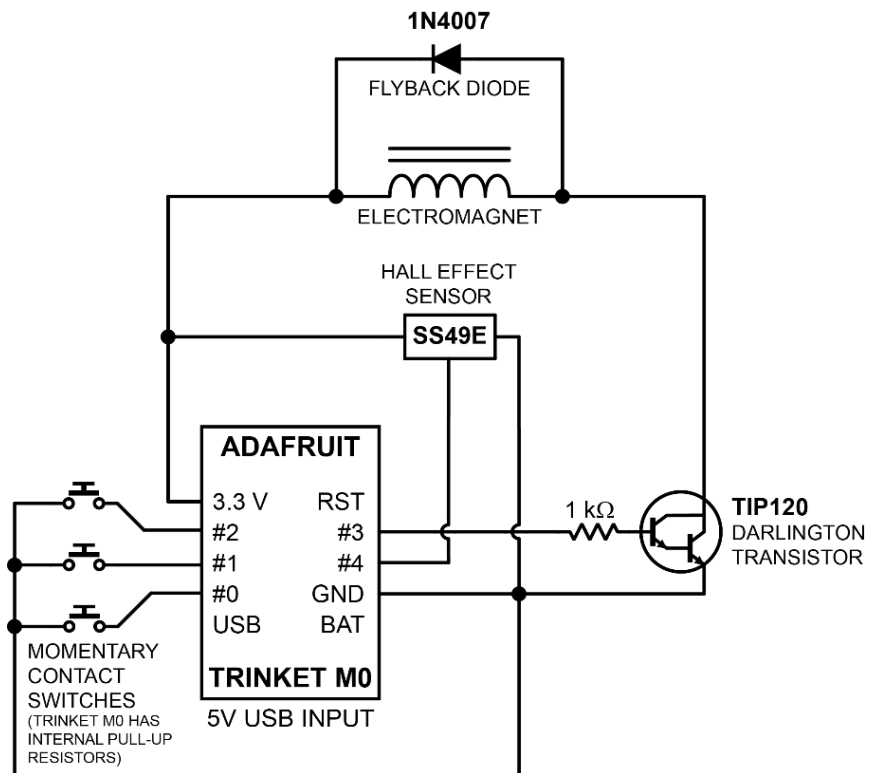 1N4007
FLYBACK DIODE
ELECTROMAGNET
HALL EFFECT
SENSOR
SS49E
ADAFRUIT
3.3 V
RST
#2
#3
#1
#4
#0
GND
USB
BAT
TRINKET M0
5V USB INPUT
1 kΩ
TIP120
DARLINGTON
TRANSISTOR
MOMENTARY
CONTACT
SWITCHES
(TRINKET M0 HAS
INTERNAL PULL-UP
RESISTORS)